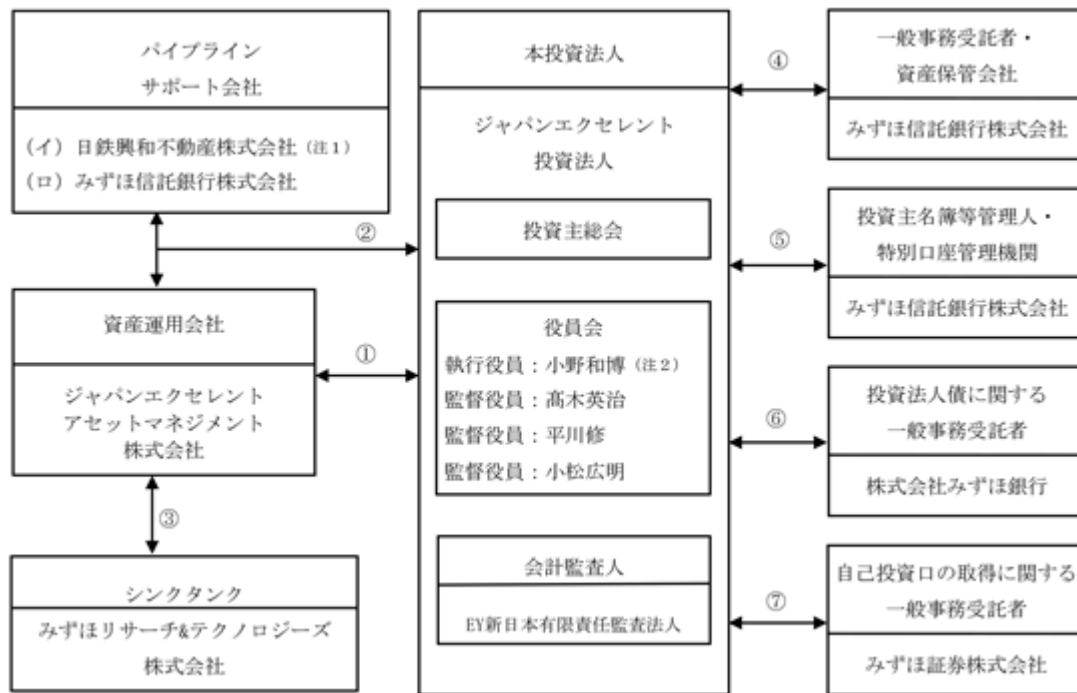 パイプライン
サポート会社
(イ) 日鉄興和不動産株式会社 (注1)
(ロ) みずほ信託銀行株式会社
②
資産運用会社
ジャパンエクセレント
アセットマネジメント
株式会社
①
③
シンクタンク
みずほリサーチ&テクノロジーズ
株式会社
本投資法人
ジャパンエクセレント
投資法人
投資主総会
役員会
執行役員:小野和博 (注2)
監督役員:髙木英治
監督役員:平川修
監督役員:小松広明
会計監査人
EY新日本有限責任監査法人
④
一般事務受託者・
資産保管会社
みずほ信託銀行株式会社
⑤
投資主名簿等管理人・
特別口座管理機関
みずほ信託銀行株式会社
⑥
投資法人債に関する
一般事務受託者
株式会社みずほ銀行
⑦
自己投資口の取得に関する
一般事務受託者
みずほ証券株式会社